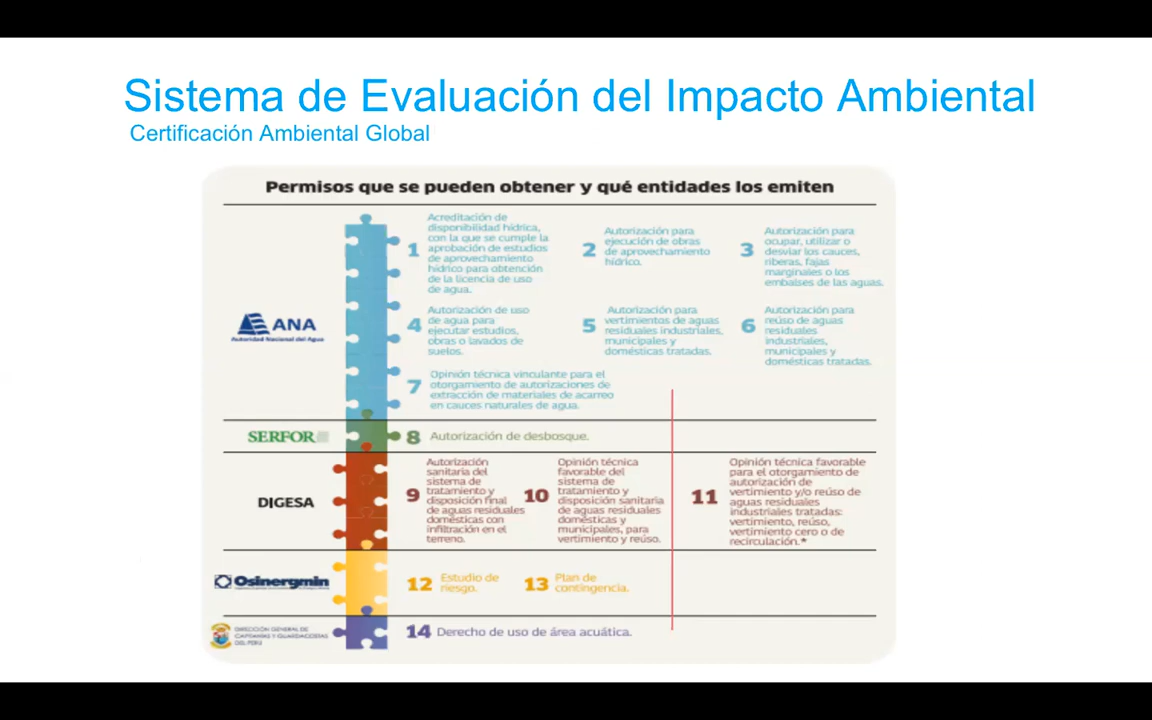 Sistema de Evaluación del Impacto Ambiental
Certificación Ambiental Global
Permisos que se pueden obtener y qué entidades los emiten
ANA
Autoridad Nacional del Agua
1
Acreditación de
disponibilidad hídrica,
con la que se cumple la
aprobación de estudios
de aprovechamiento
hídrico para obtención
de la licencia de uso
de agua.
2
Autorización para
ejecución de obras
de aprovechamiento
hídrico.
3
Autorización para
ocupar, utilizar o
desviar los cauces,
riberas, fajas
marginales o los
embalses de las aguas.
4
Autorización de uso
de agua para
ejecutar estudios,
obras o lavados de
suelos.
5
Autorización para
vertimientos de aguas
residuales industriales,
municipales y
domésticas tratadas.
6
Autorización para
reúso de aguas
residuales
industriales,
municipales y
domésticas tratadas.
7
Opinión técnica vinculante para el
otorgamiento de autorizaciones de
extracción de materiales de acarreo
en cauces naturales de agua.
SERFOR
8 Autorización de desbosque.
DIGESA
9
Autorización
sanitaria del
sistema de
tratamiento y
disposición final
de aguas residuales
domésticas con
infiltración en el
terreno.
10
Opinión técnica
favorable del
sistema de
tratamiento y
disposición sanitaria
de aguas residuales
domésticas y
municipales, para
vertimiento y reúso.
11
Opinión técnica favorable
para el otorgamiento de
autorización de
vertimiento y/o reúso de
aguas residuales
industriales tratadas:
vertimiento, reúso,
vertimiento cero o de
recirculación.*
Osinergmin
12
Estudio de
riesgo.
13
Plan de
contingencia.
DIRECCIÓN GENERAL DE
CAPITANÍAS Y GUARDACOSTAS
DEL PERÚ
14 Derecho de uso de área acuática.